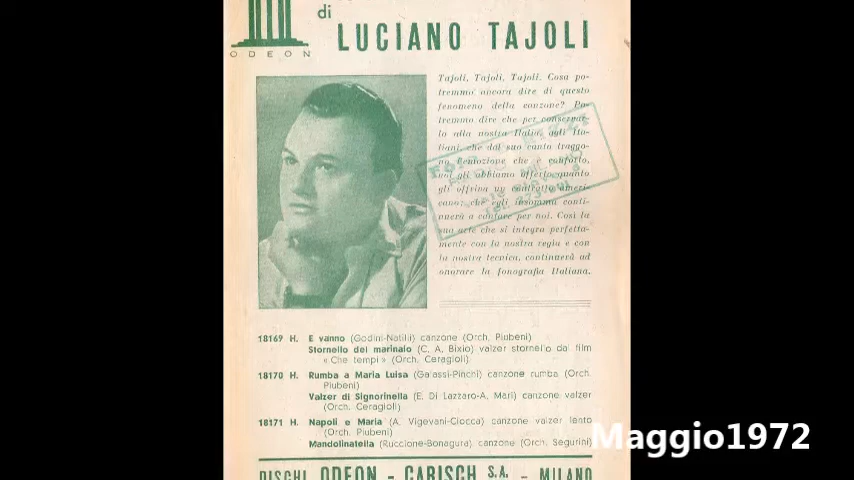 di
ODEON
LUCIANO TAJOLI
Tajoli, Tajoli, Tajoli. Cosa po-
tremmo ancora dire di questo
fenomeno della canzone? Po-
tremmo dire che per conservar-
lo alla nostra Italia, agli Ita-
liani, che dal suo canto traggo-
no l'emozione che è conforto,
noi gli abbiamo offerto quanto
gli offriva un contratto ameri-
cano; che egli insomma conti-
nuerà a cantare per noi. Così la
sua arte che si integra perfetta-
mente con la nostra regia e con
la nostra tecnica, continuerà ad
onorare la fonografia Italiana.
18169 H. E vanno (Godini-Natili) canzone (Orch. Piubeni)
Stornello del marinaio (C. A. Bixio) valzer stornello dal film
« Che tempi » (Orch. Ceragioli)
18170 H. Rumba a Maria Luisa (Galassi-Pinchi) canzone rumba (Orch.
Piubeni)
Valzer di Signorinella (E. Di Lazzaro-A. Mari) canzone valzer
(Orch. Ceragioli)
18171 H. Napoli e Maria (A. Vigevani-Ciocca) canzone valzer lento
(Orch. Piubeni)
Mandolinatella (Ruccione-Bonagura) canzone (Orch. Segurini)
Maggio1972
DISCHI ODEON - CARISCH S.A. - MILANO